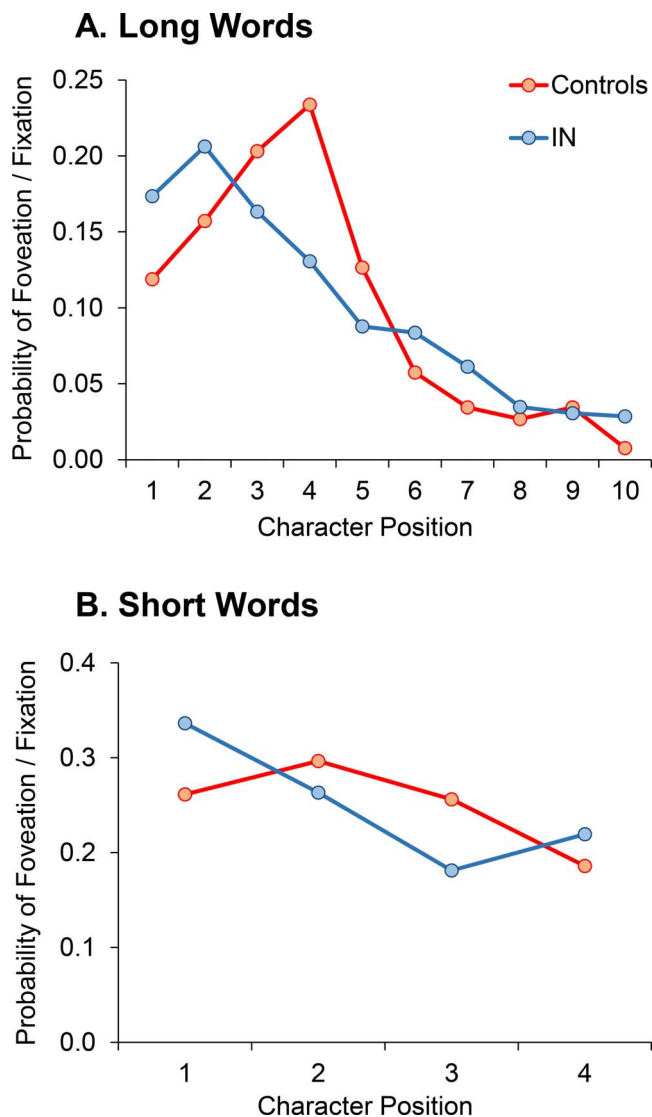 A. Long Words
Probability of Foveation / Fixation
0.25
0.20
0.15
0.10
0.05
0.00
Controls
IN
1 2 3 4 5 6 7 8 9 10
Character Position
B. Short Words
Probability of Foveation / Fixation
0.4
0.3
0.2
0.1
0.0
1 2 3 4
Character Position